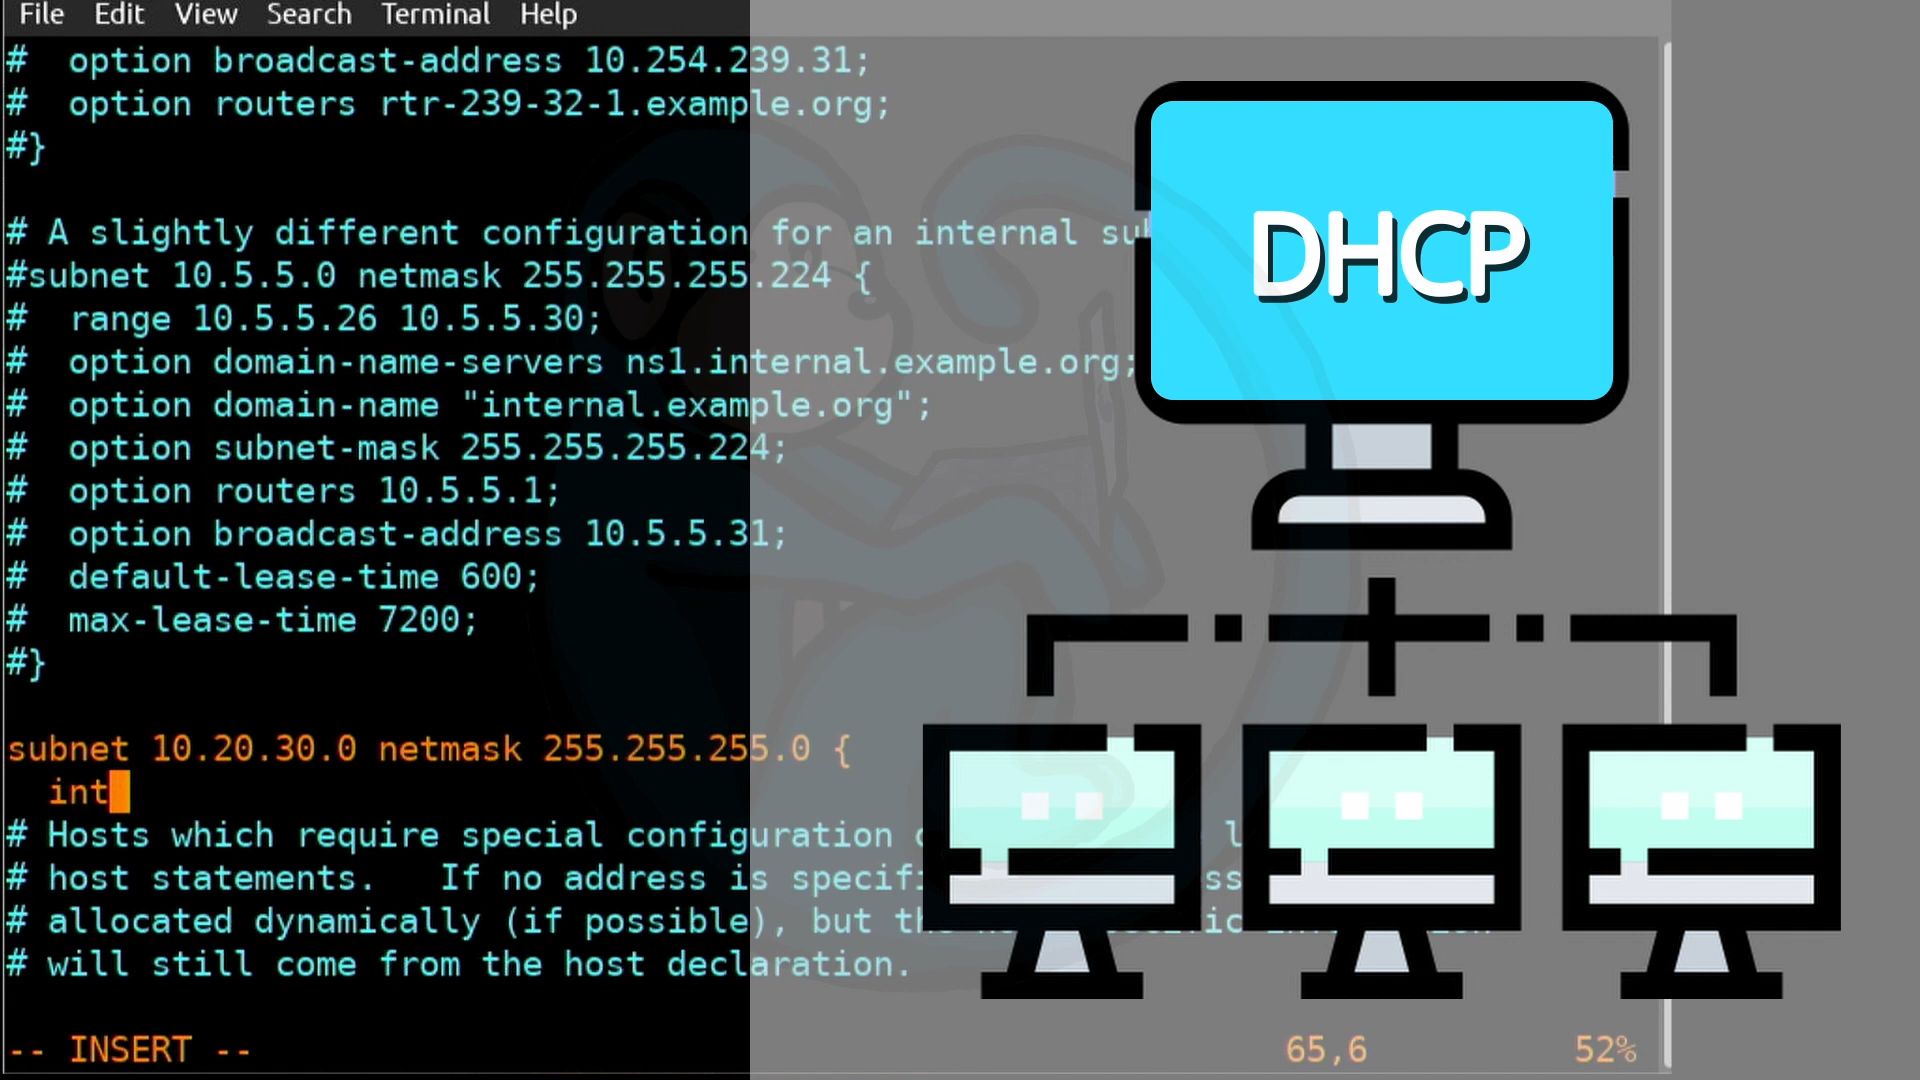 File Edit View Search Terminal Help
#  option broadcast-address 10.254.239.31;
#  option routers rtr-239-32-1.example.org;
#}
# A slightly different configuration for an internal
#subnet 10.5.5.0 netmask 255.255.255.224 {
#  range 10.5.5.26 10.5.5.30;
#  option domain-name-servers ns1.internal.example.org;
#  option domain-name "internal.example.org";
#  option subnet-mask 255.255.255.224;
#  option routers 10.5.5.1;
#  option broadcast-address 10.5.5.31;
#  default-lease-time 600;
#  max-lease-time 7200;
#}
subnet 10.20.30.0 netmask 255.255.255.0 {
  int
# Hosts which require special configuration
# host statements.   If no address is
# allocated dynamically (if possible), but
# will still come from the host declaration.
-- INSERT -- 65,6 52%
DHCP